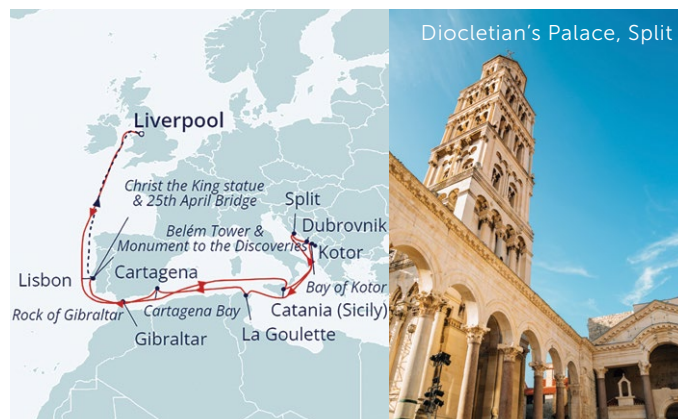 Diocletian's Palace, Split
Liverpool
Christ the King statue
& 25th April Bridge
Belém Tower &
Monument to the Discoveries
Split
Dubrovnik
Kotor
Bay of Kotor
Lisbon
Cartagena
Rock of Gibraltar
Cartagena Bay
Catania (Sicily)
Gibraltar
La Goulette